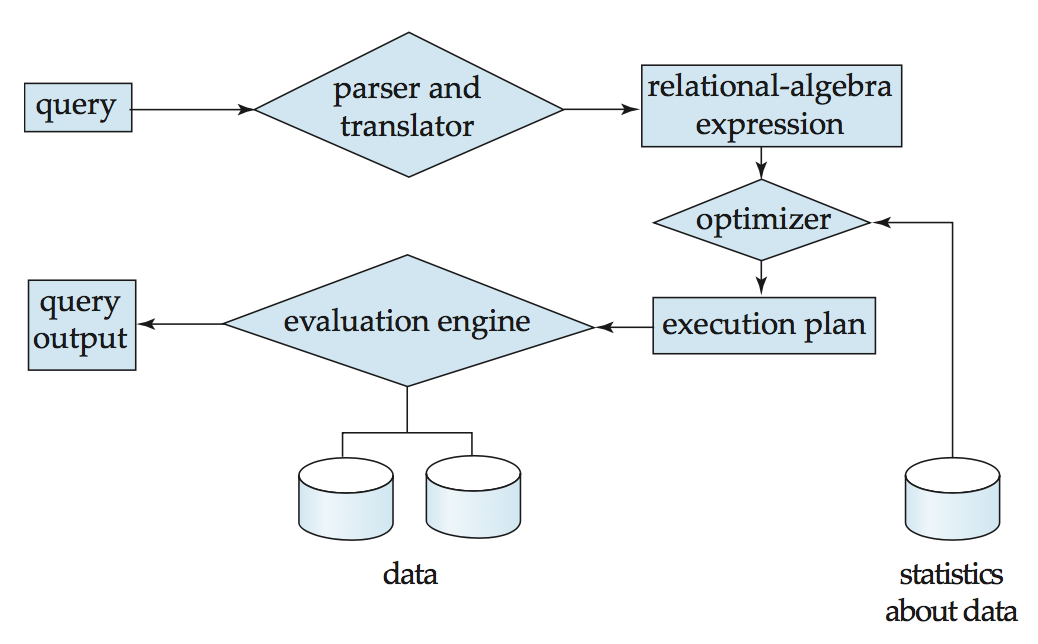 query
parser and
translator
relational-algebra
expression
optimizer
query
output
evaluation engine
execution plan
data
statistics
about data